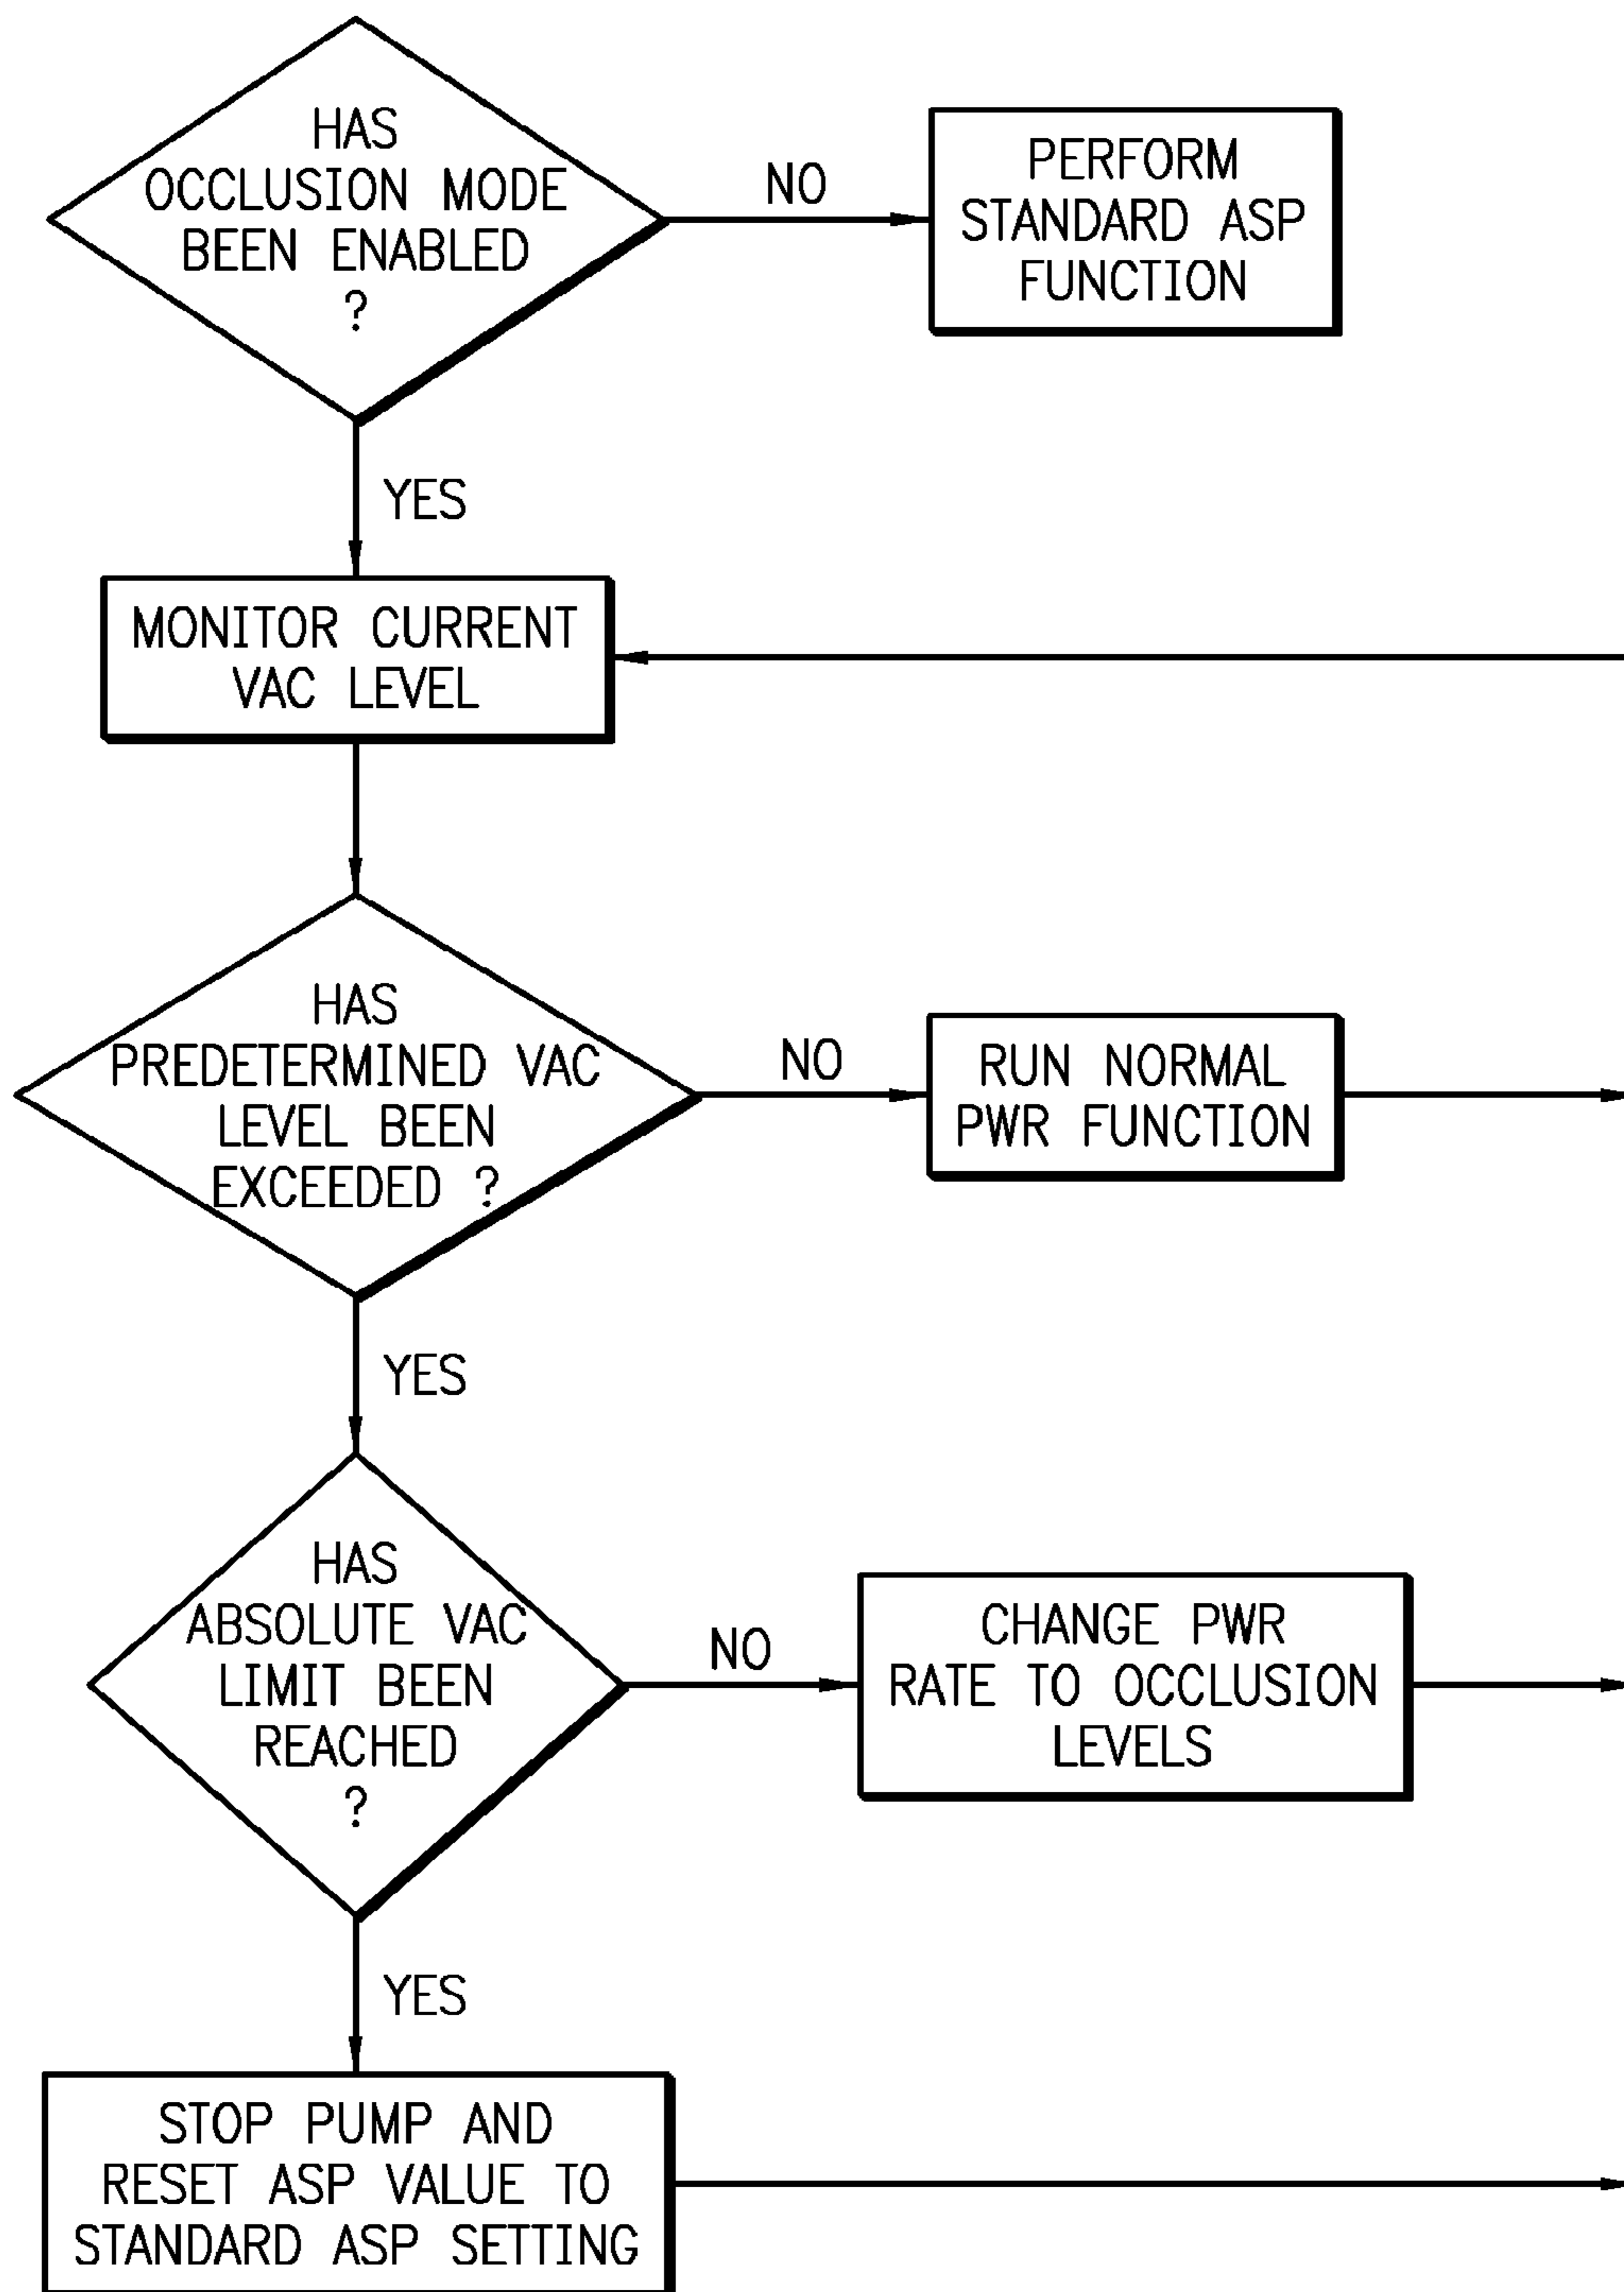 HAS
OCCLUSION MODE
BEEN ENABLED
?
NO
PERFORM
STANDARD ASP
FUNCTION
YES
MONITOR CURRENT
VAC LEVEL
HAS
PREDETERMINED VAC
LEVEL BEEN
EXCEEDED ?
NO
RUN NORMAL
PWR FUNCTION
YES
HAS
ABSOLUTE VAC
LIMIT BEEN
REACHED
?
NO
CHANGE PWR
RATE TO OCCLUSION
LEVELS
YES
STOP PUMP AND
RESET ASP VALUE TO
STANDARD ASP SETTING